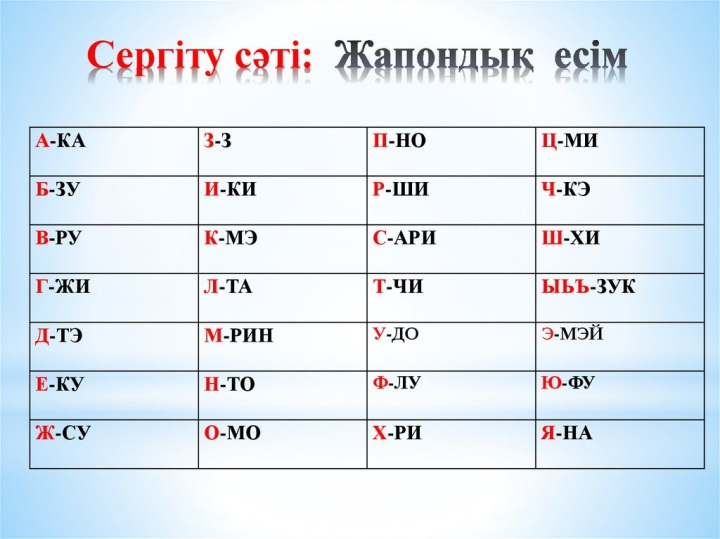 Сергіту сәті: Жапондық есім
А-КА З-З П-НО Ц-МИ
Б-ЗУ И-КИ Р-ШИ Ч-КЭ
В-РУ К-МЭ С-АРИ Ш-ХИ
Г-ЖИ Л-ТА Т-ЧИ ЫЬЪ-ЗУК
Д-ТЭ М-РИН У-ДО Э-МЭЙ
Е-КУ Н-ТО Ф-ЛУ Ю-ФУ
Ж-СУ О-МО Х-РИ Я-НА